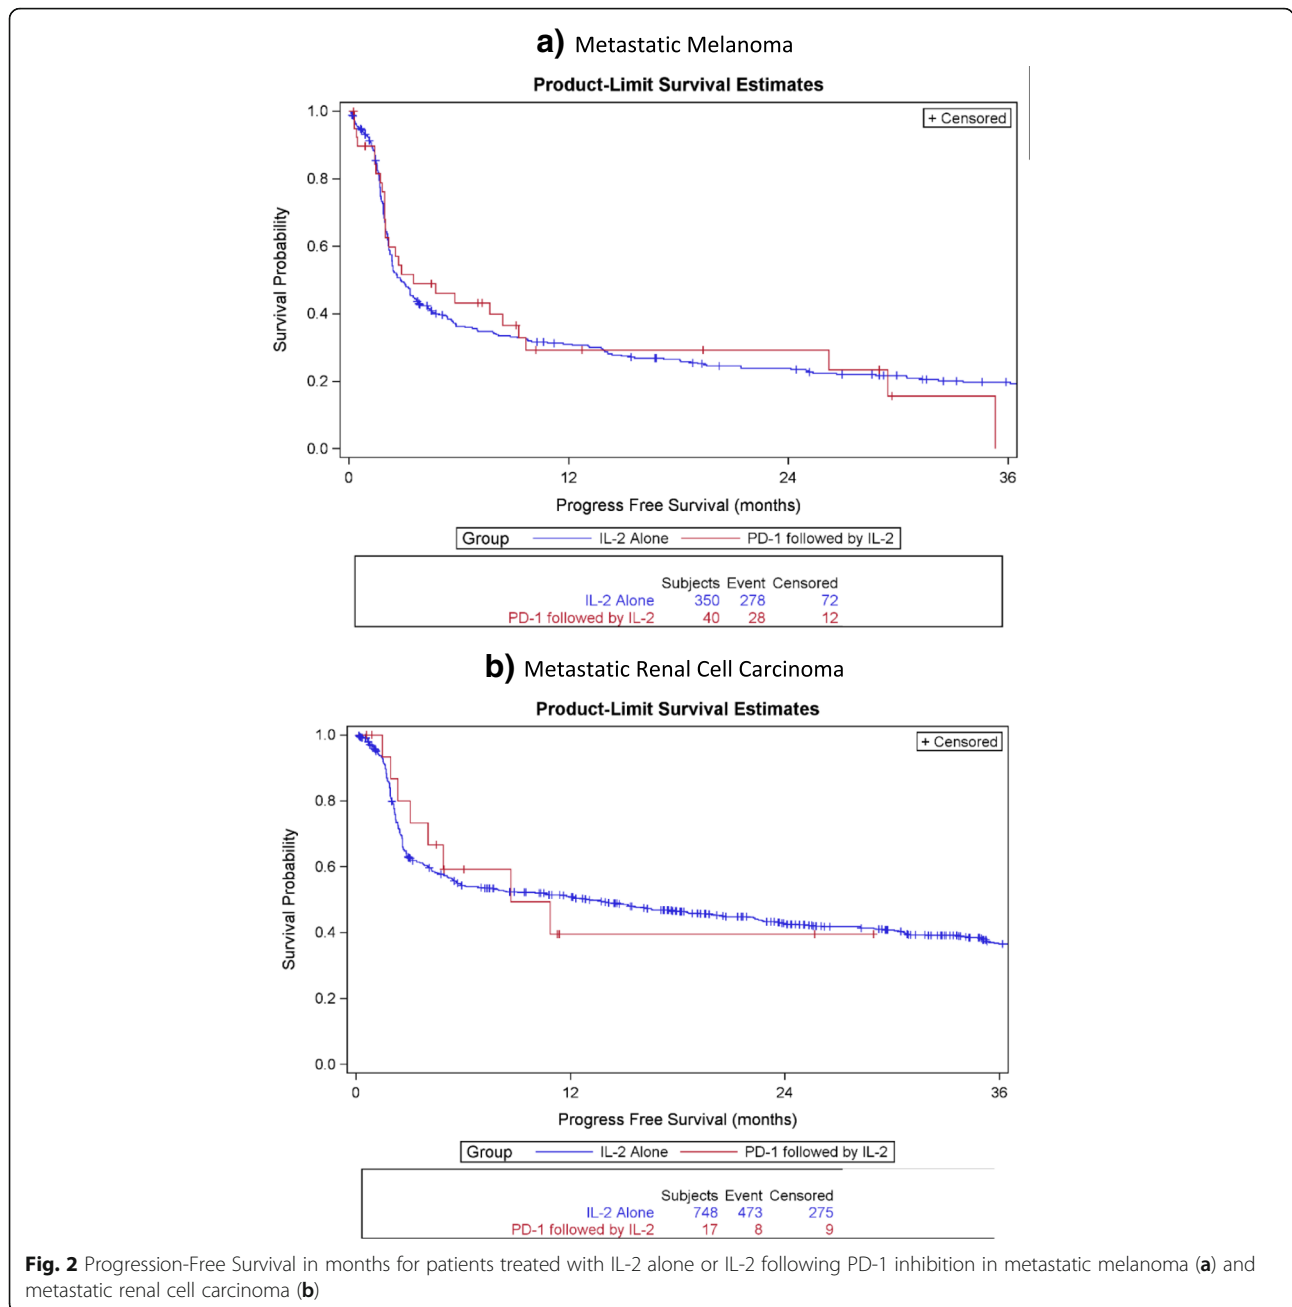 a) Metastatic Melanoma
Product-Limit Survival Estimates
+ Censored
1.0
0.8
0.6
0.4
0.2
0.0
Survival Probability
0 12 24 36
Progress Free Survival (months)
Group IL-2 Alone PD-1 followed by IL-2
Subjects Event Censored
IL-2 Alone 350 278 72
PD-1 followed by IL-2 40 28 12
b) Metastatic Renal Cell Carcinoma
Product-Limit Survival Estimates
+ Censored
1.0
0.8
0.6
0.4
0.2
0.0
Survival Probability
0 12 24 36
Progress Free Survival (months)
Group IL-2 Alone PD-1 followed by IL-2
Subjects Event Censored
IL-2 Alone 748 473 275
PD-1 followed by IL-2 17 8 9
Fig. 2 Progression-Free Survival in months for patients treated with IL-2 alone or IL-2 following PD-1 inhibition in metastatic melanoma (a) and
metastatic renal cell carcinoma (b)